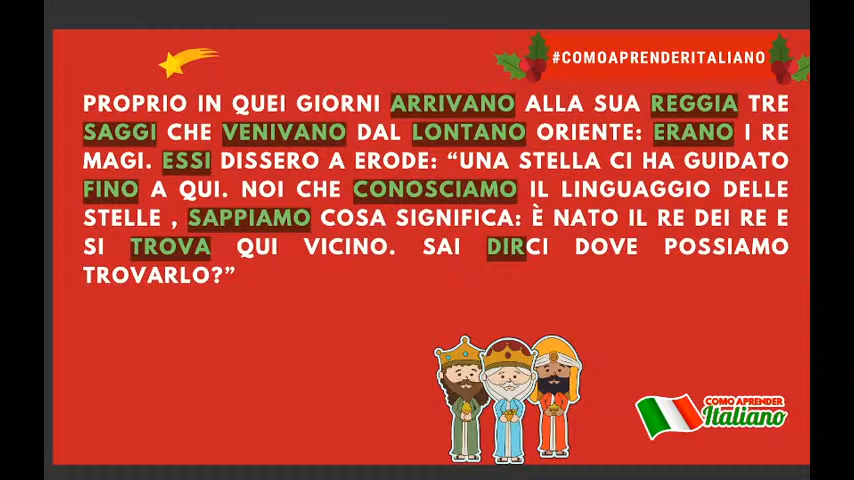 #COMOAPRENDERITALIANO
PROPRIO IN QUEI GIORNI ARRIVANO ALLA SUA REGGIA TRE
SAGGI CHE VENIVANO DAL LONTANO ORIENTE: ERANO I RE
MAGI. ESSI DISSERO A ERODE: “UNA STELLA CI HA GUIDATO
FINO A QUI. NOI CHE CONOSCIAMO IL LINGUAGGIO DELLE
STELLE , SAPPIAMO COSA SIGNIFICA: È NATO IL RE DEI RE E
SI TROVA QUI VICINO. SAI DIRCI DOVE POSSIAMO
TROVARLO?”
COMO APRENDER
Italiano